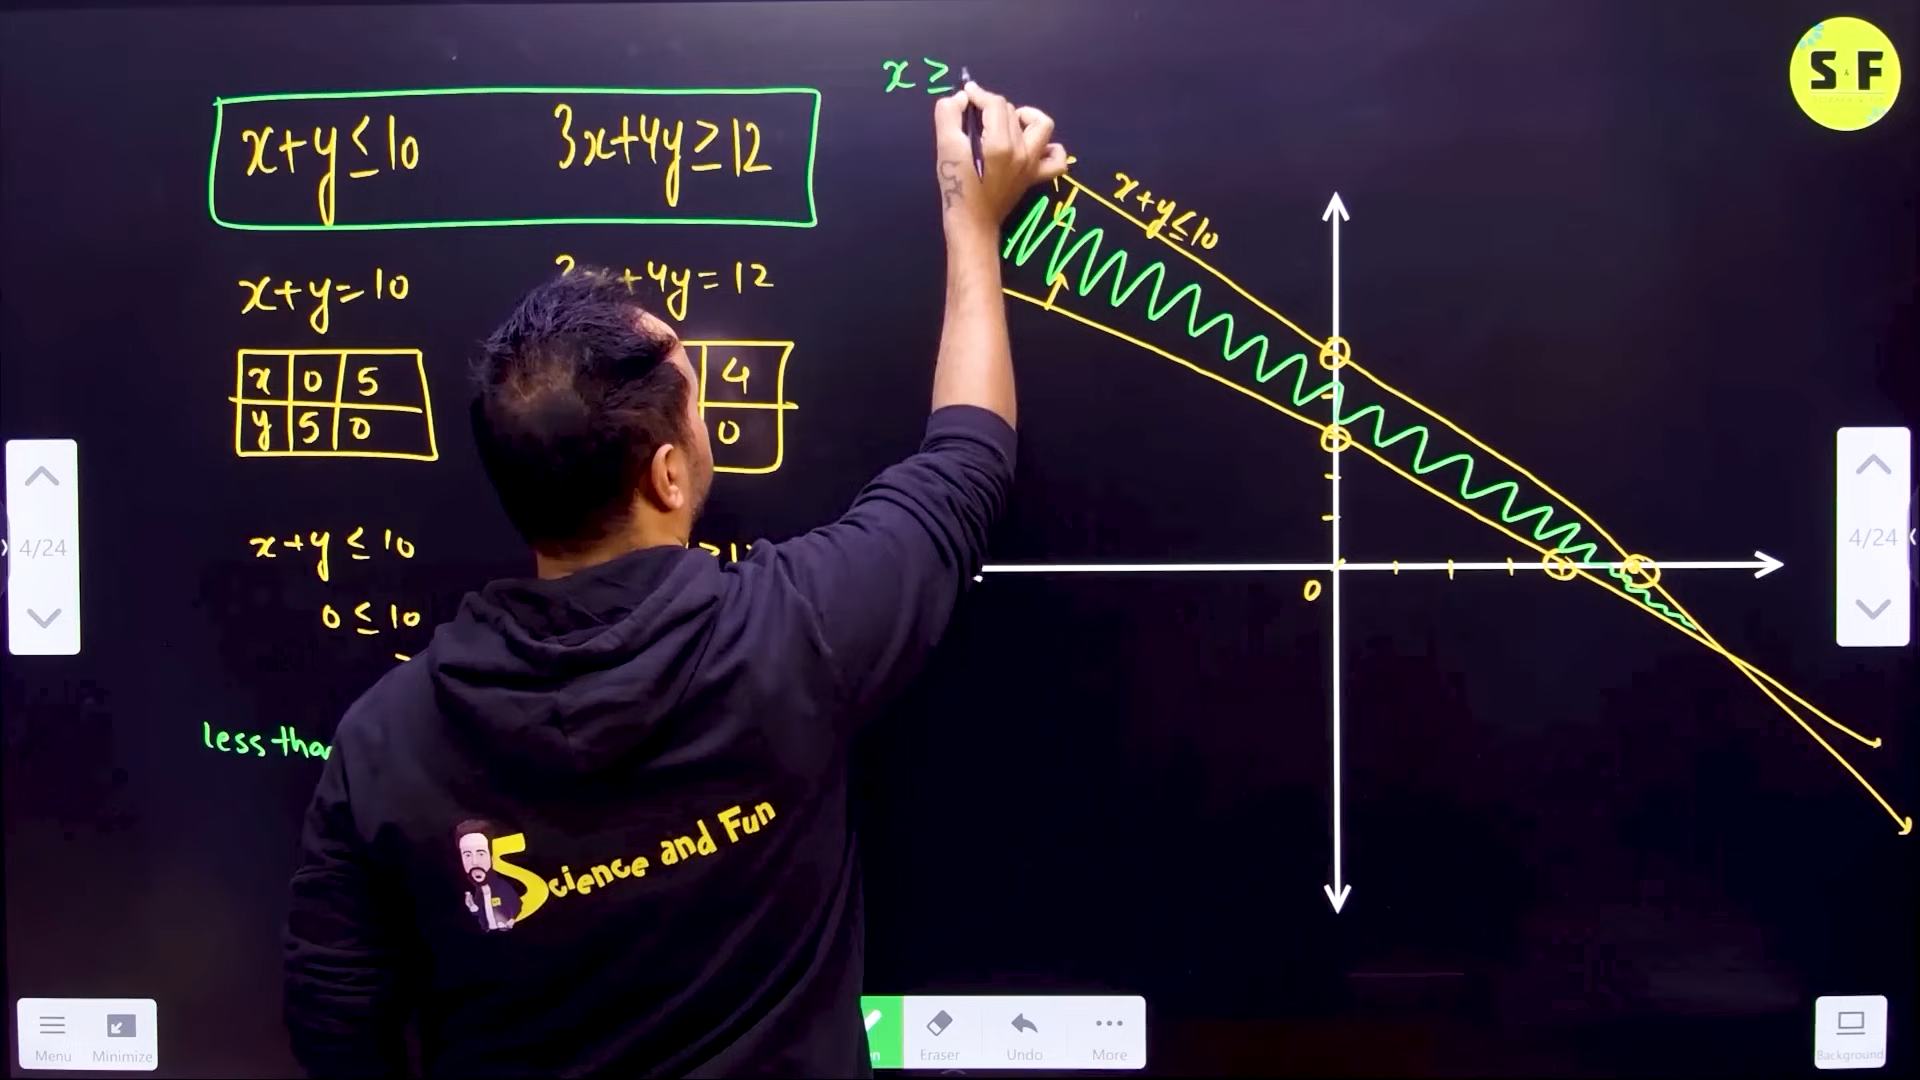 x ≥
S&F
x+y≤10 3x+4y≥12
x+y≤10
x+y=10 +4y=12
x 0 5
y 5 0
4
0
x+y ≤ 10
0 ≤ 10
0
less than
Science and Fun
4/24
4/24
Menu
Minimize
Eraser
Undo
More
Background